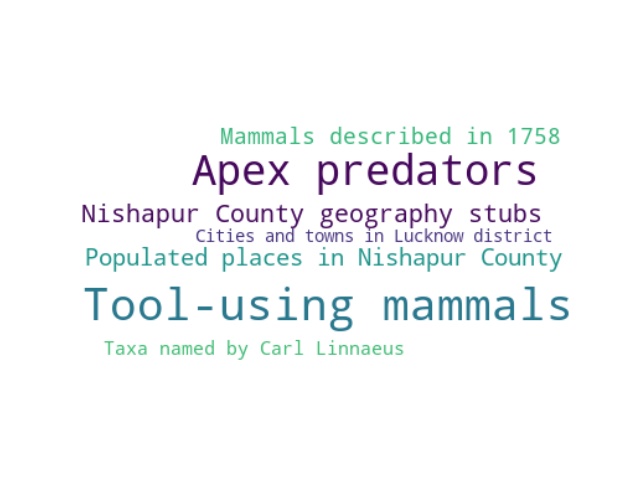 Mammals described in 1758
Apex predators
Nishapur County geography stubs
Cities and towns in Lucknow district
Populated places in Nishapur County
Tool-using mammals
Taxa named by Carl Linnaeus